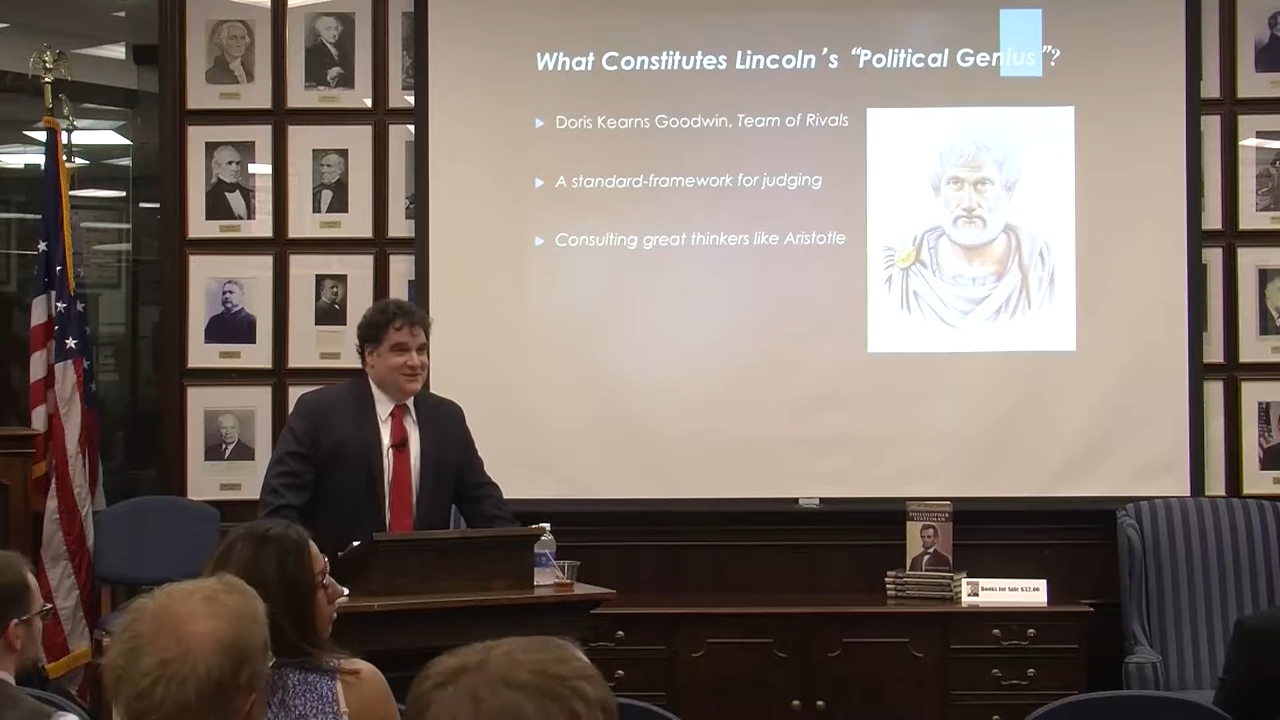 What Constitutes Lincoln's “Political Genius”?
Doris Kearns Goodwin, Team of Rivals
A standard-framework for judging
Consulting great thinkers like Aristotle
PHILOSOPHER
STATESMAN
Books for Sale $32.00